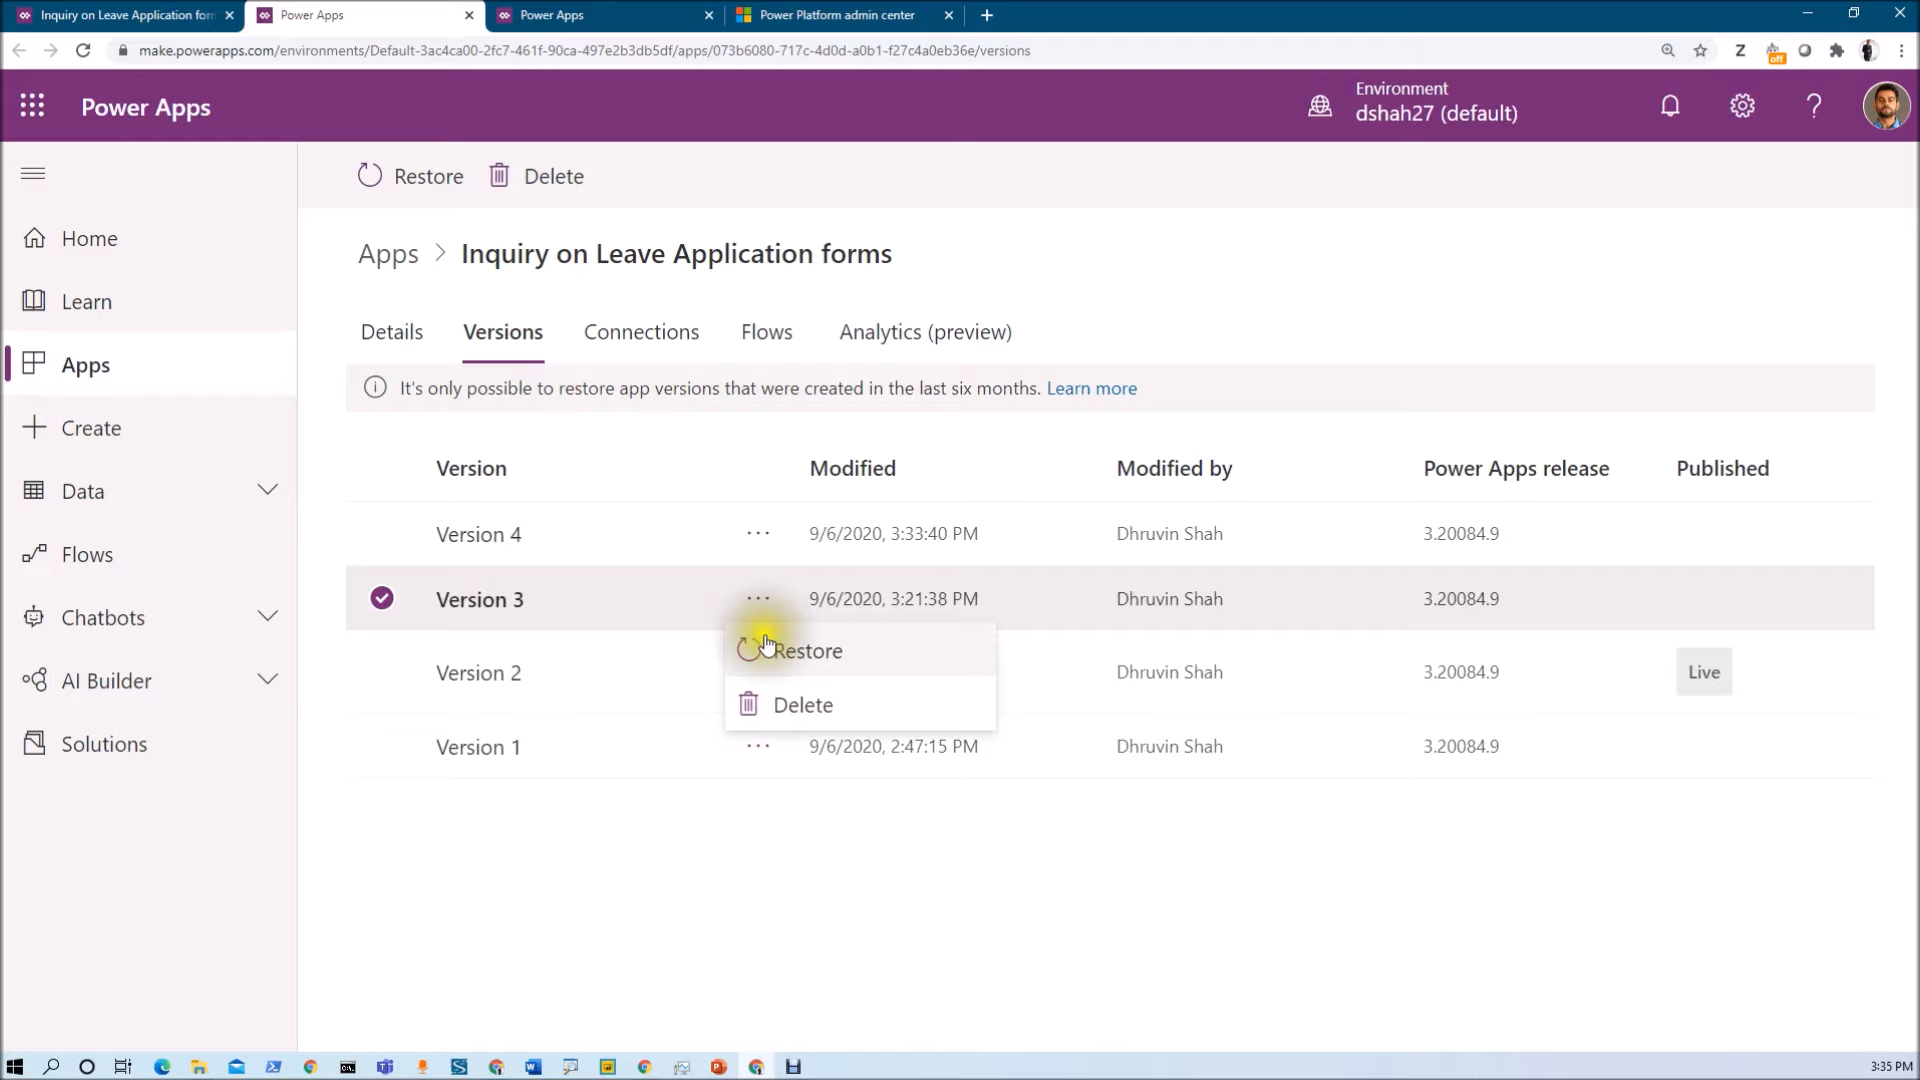 Inquiry on Leave Application for
Power Apps
Power Apps
Power Platform admin center
make.powerapps.com/environments/Default-3ac4ca00-2fc7-461f-90ca-497e2b3db5df/apps/073b6080-717c-4d0d-a0b1-f27c4a0eb36e/versions
Z
off
Power Apps
Environment
dshah27 (default)
Restore
Delete
Home
Learn
Apps
Create
Data
Flows
Chatbots
AI Builder
Solutions
Apps > Inquiry on Leave Application forms
Details
Versions
Connections
Flows
Analytics (preview)
It's only possible to restore app versions that were created in the last six months. Learn more
Version Modified Modified by Power Apps release Published
Version 4 ··· 9/6/2020, 3:33:40 PM Dhruvin Shah 3.20084.9
Version 3 ··· 9/6/2020, 3:21:38 PM Dhruvin Shah 3.20084.9
Restore
Version 2 Dhruvin Shah 3.20084.9 Live
Delete
Version 1 ··· 9/6/2020, 2:47:15 PM Dhruvin Shah 3.20084.9
3:35 PM